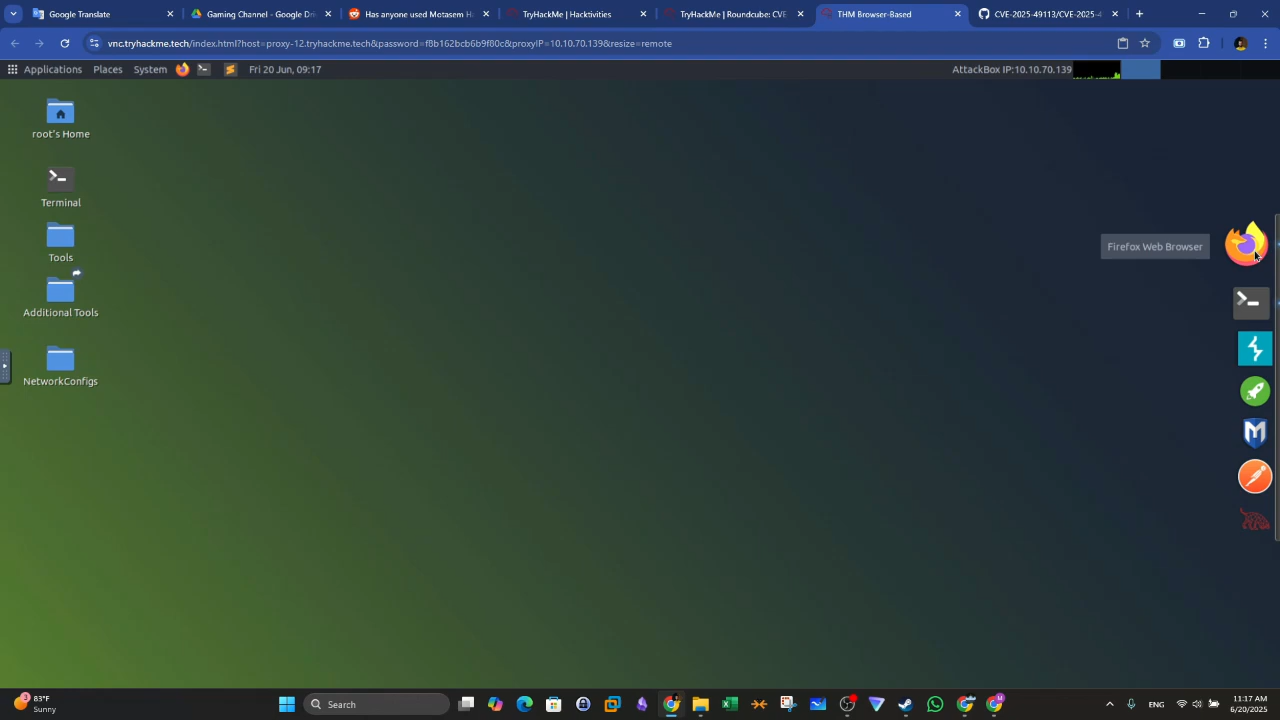 Google Translate
Gaming Channel - Google Dri
Has anyone used Motasem H
TryHackMe | Hacktivities
TryHackMe | Roundcube: CVE
THM Browser-Based
CVE-2025-49113/CVE-2025-4
vnc.tryhackme.tech/index.html?host=proxy-12.tryhackme.tech&password=f8b162bcb6b9f80c&proxyIP=10.10.70.139&resize=remote
Applications Places System Fri 20 Jun, 09:17 AttackBox IP:10.10.70.139
root's Home
Terminal
Tools
Additional Tools
NetworkConfigs
Firefox Web Browser
3
83°F
Sunny
Search
ENG
11:17 AM
6/20/2025